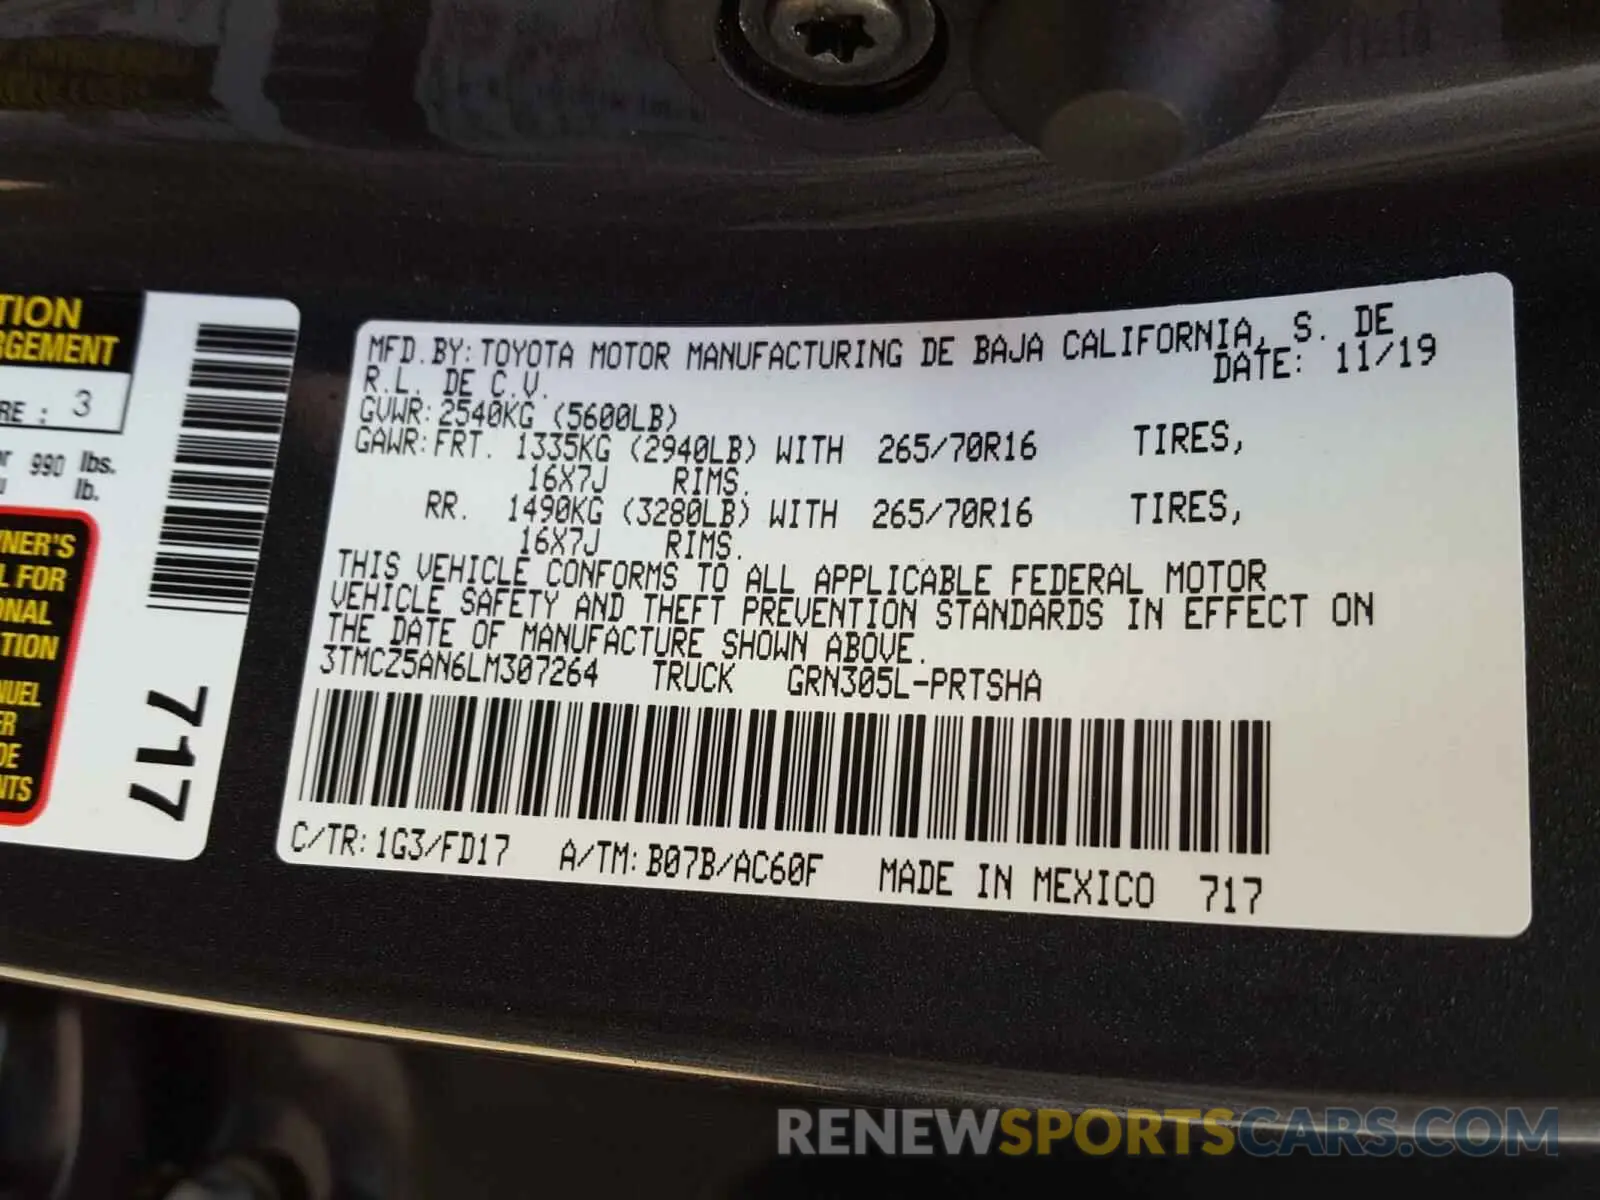 TION
RGEMENT
RE : 3
or 990 lbs.
lb.
WNER'S
L FOR
ONAL
TION
NUEL
ER
DE
NTS
717
MFD.BY:TOYOTA MOTOR MANUFACTURING DE BAJA CALIFORNIA, S. DE
R.L. DE C.V. DATE: 11/19
GVWR:2540KG (5600LB)
GAWR:FRT. 1335KG (2940LB) WITH 265/70R16 TIRES,
16X7J RIMS.
RR. 1490KG (3280LB) WITH 265/70R16 TIRES,
16X7J RIMS.
THIS VEHICLE CONFORMS TO ALL APPLICABLE FEDERAL MOTOR
VEHICLE SAFETY AND THEFT PREVENTION STANDARDS IN EFFECT ON
THE DATE OF MANUFACTURE SHOWN ABOVE.
3TMCZ5AN6LM307264 TRUCK GRN305L-PRTSHA
C/TR:1G3/FD17 A/TM:B07B/AC60F MADE IN MEXICO 717
RENEWSPORTSCARS.COM